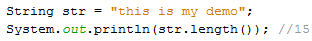 String str = "this is my demo";
System.out.println(str.length()); //15